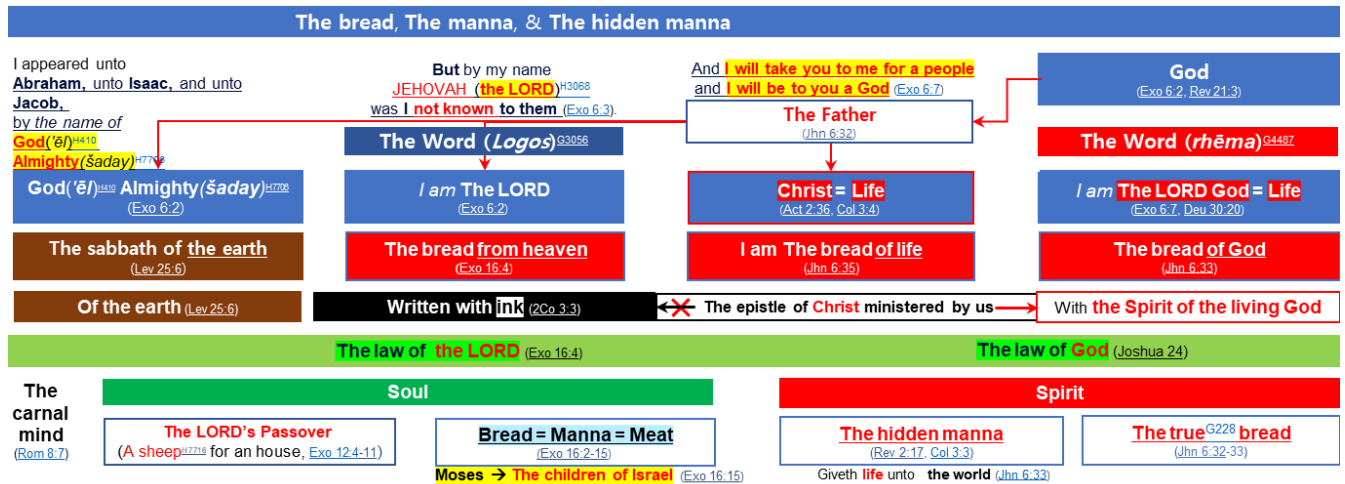 The bread, The manna, & The hidden manna
I appeared unto
Abraham, unto Isaac, and unto
Jacob,
by the name of
God('ēl)H410
Almighty(šaday)H7706
But by my name
JEHOVAH (the LORD)H3068
was I not known to them (Exo 6:3).
And I will take you to me for a people
and I will be to you a God (Exo 6:7)
God
(Exo 6:2, Rev 21:3)
The Father
(Jhn 6:32)
The Word (Logos)G3056
The Word (rhēma)G4487
God('ēl)H410 Almighty(šaday)H7706
(Exo 6:2)
I am The LORD
(Exo 6:2)
Christ = Life
(Act 2:36, Col 3:4)
I am The LORD God = Life
(Exo 6:7, Deu 30:20)
The sabbath of the earth
(Lev 25:6)
The bread from heaven
(Exo 16:4)
I am The bread of life
(Jhn 6:35)
The bread of God
(Jhn 6:33)
Of the earth (Lev 25:6)
Written with ink (2Co 3:3)
The epistle of Christ ministered by us
With the Spirit of the living God
The law of the LORD (Exo 16:4)
The law of God (Joshua 24)
The
carnal
mind
(Rom 8:7)
Soul
Spirit
The LORD's Passover
(A sheepH7716 for an house, Exo 12:4-11)
Bread = Manna = Meat
(Exo 16:2-15)
Moses → The children of Israel (Exo 16:15)
The hidden manna
(Rev 2:17, Col 3:3)
Giveth life unto the world (Jhn 6:33)
The trueG228 bread
(Jhn 6:32-33)